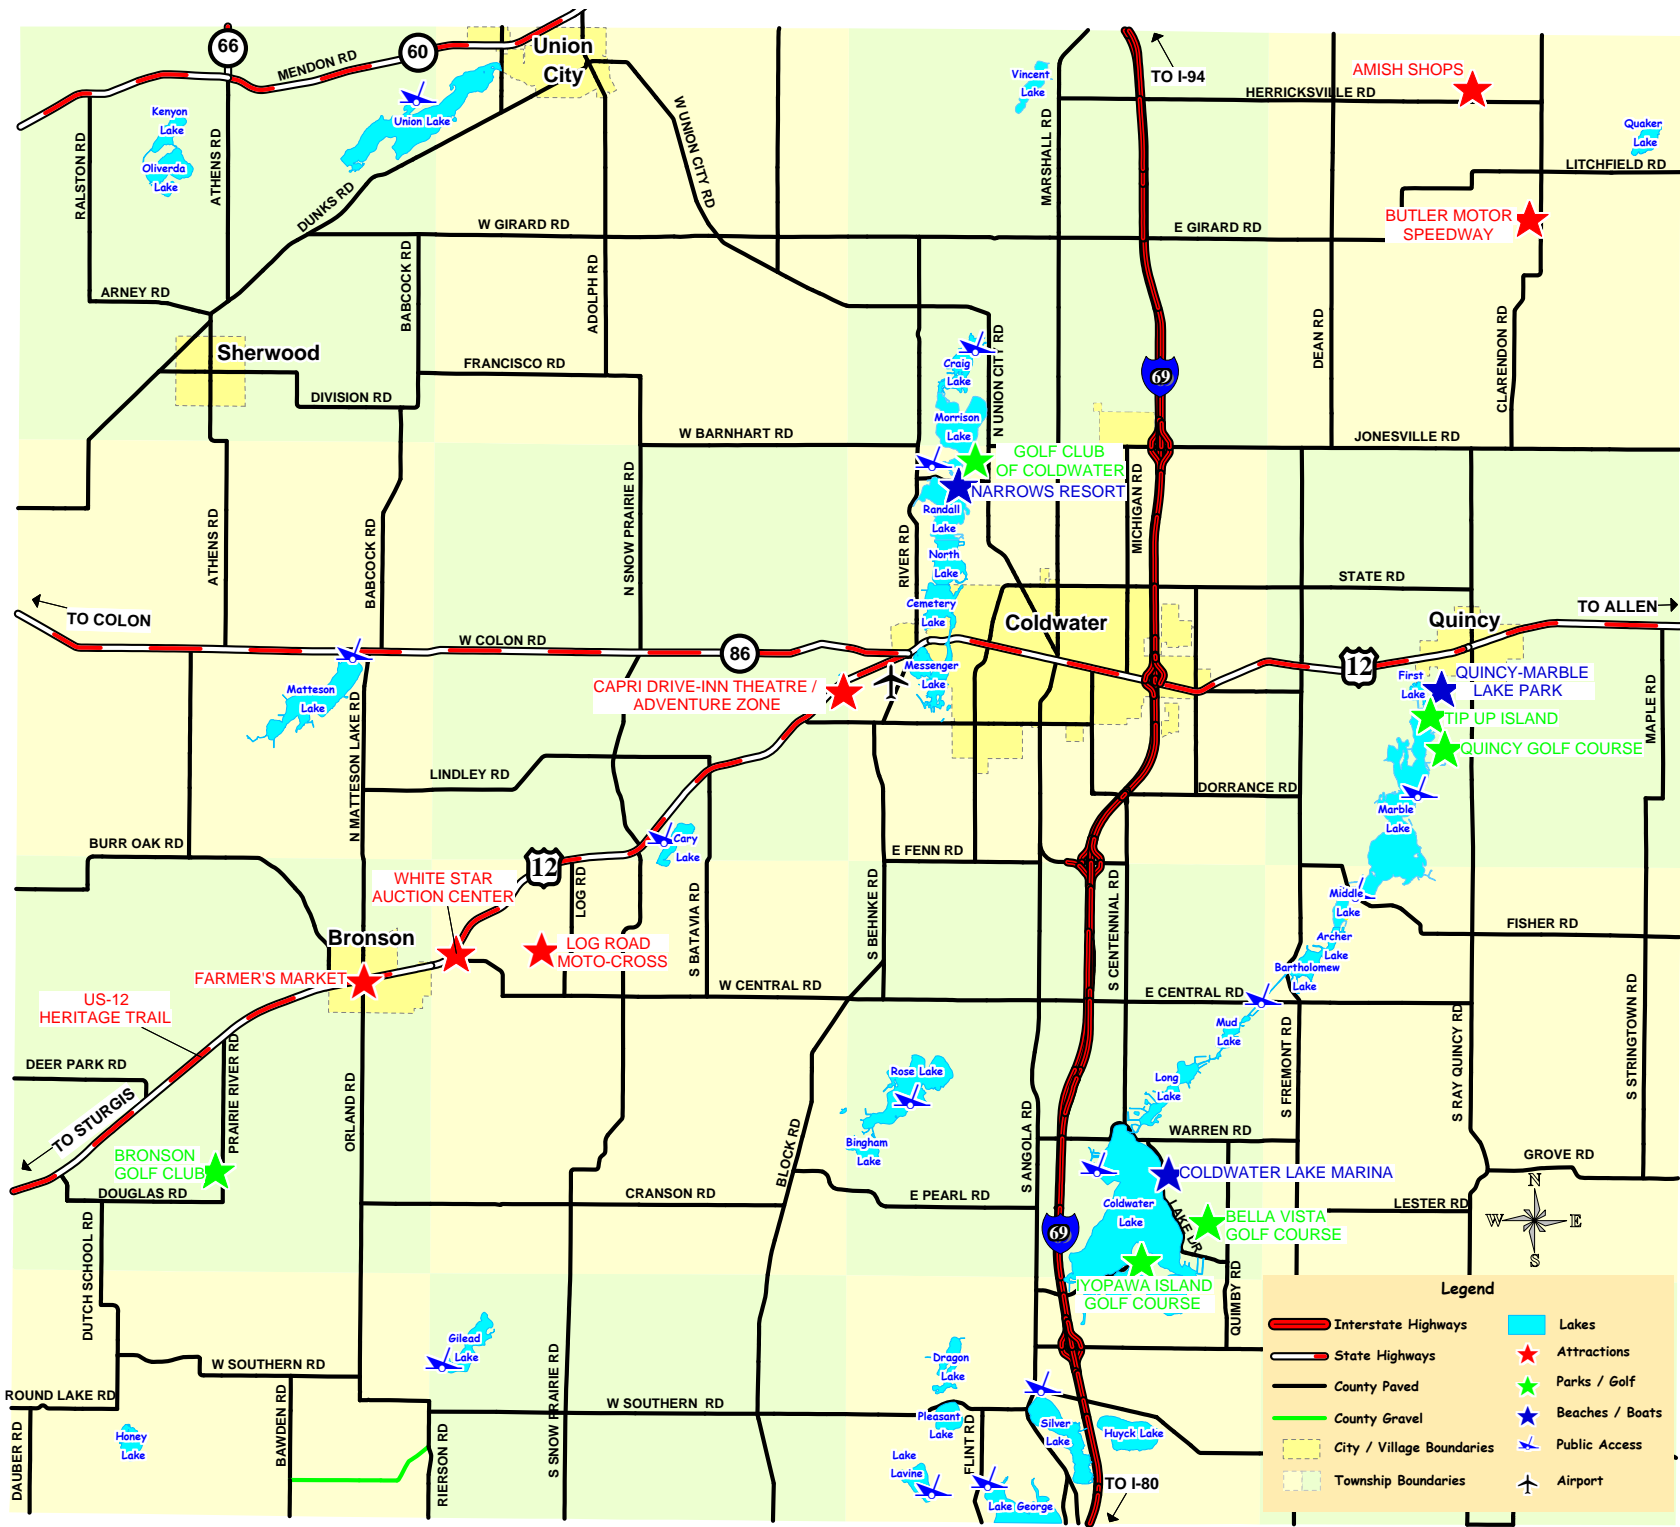 66
60
MENDON RD
Union
City
TO I-94
AMISH SHOPS
HERRICKSVILLE RD
Vincent
Lake
Kenyon
Lake
Oliverda
Lake
Union Lake
Quaker
Lake
LITCHFIELD RD
RALSTON RD
ATHENS RD
DUNKS RD
W UNION CITY RD
MARSHALL RD
BUTLER MOTOR
SPEEDWAY
W GIRARD RD
E GIRARD RD
ARNEY RD
BABCOCK RD
ADOLPH RD
N UNION CITY RD
DEAN RD
CLARENDON RD
Sherwood
FRANCISCO RD
DIVISION RD
Craig
Lake
69
Morrison
Lake
W BARNHART RD
JONESVILLE RD
GOLF CLUB
OF COLDWATER
NARROWS RESORT
MICHIGAN RD
Randall
Lake
ATHENS RD
BABCOCK RD
N SNOW PRAIRIE RD
RIVER RD
North
Lake
STATE RD
Cemetery
Lake
TO COLON
Coldwater
Quincy
TO ALLEN
W COLON RD
86
12
Messenger
Lake
First
Lake
QUINCY-MARBLE
LAKE PARK
CAPRI DRIVE-INN THEATRE /
ADVENTURE ZONE
Matteson
Lake
TIP UP ISLAND
QUINCY GOLF COURSE
MAPLE RD
N MATTESON LAKE RD
LINDLEY RD
DORRANCE RD
Marble
Lake
BURR OAK RD
Cary
Lake
12
E FENN RD
WHITE STAR
AUCTION CENTER
LOG RD
S BATAVIA RD
S BEHNKE RD
S CENTENNIAL RD
Middle
Lake
FISHER RD
Bronson
LOG ROAD
MOTO-CROSS
Archer
Lake
Bartholomew
Lake
FARMER'S MARKET
W CENTRAL RD
E CENTRAL RD
US-12
HERITAGE TRAIL
Mud
Lake
S FREMONT RD
S RAY QUINCY RD
S STRINGTOWN RD
DEER PARK RD
PRAIRIE RIVER RD
ORLAND RD
Rose Lake
Long
Lake
TO STURGIS
BLOCK RD
Bingham
Lake
S ANGOLA RD
WARREN RD
BRONSON
GOLF CLUB
DOUGLAS RD
COLDWATER LAKE MARINA
GROVE RD
CRANSON RD
E PEARL RD
Coldwater
Lake
LAKE DR
LESTER RD
N
W
E
S
69
BELLA VISTA
GOLF COURSE
DUTCH SCHOOL RD
IYOPAWA ISLAND
GOLF COURSE
QUIMBY RD
Gilead
Lake
W SOUTHERN RD
S SNOW PRAIRIE RD
Dragon
Lake
ROUND LAKE RD
W SOUTHERN RD
Pleasant
Lake
Silver
Lake
Huyck Lake
DAUBER RD
Honey
Lake
BAWDEN RD
RIERSON RD
Lake
Lavine
FLINT RD
Lake George
TO I-80
Legend
Interstate Highways
State Highways
County Paved
County Gravel
City / Village Boundaries
Township Boundaries
Lakes
Attractions
Parks / Golf
Beaches / Boats
Public Access
Airport